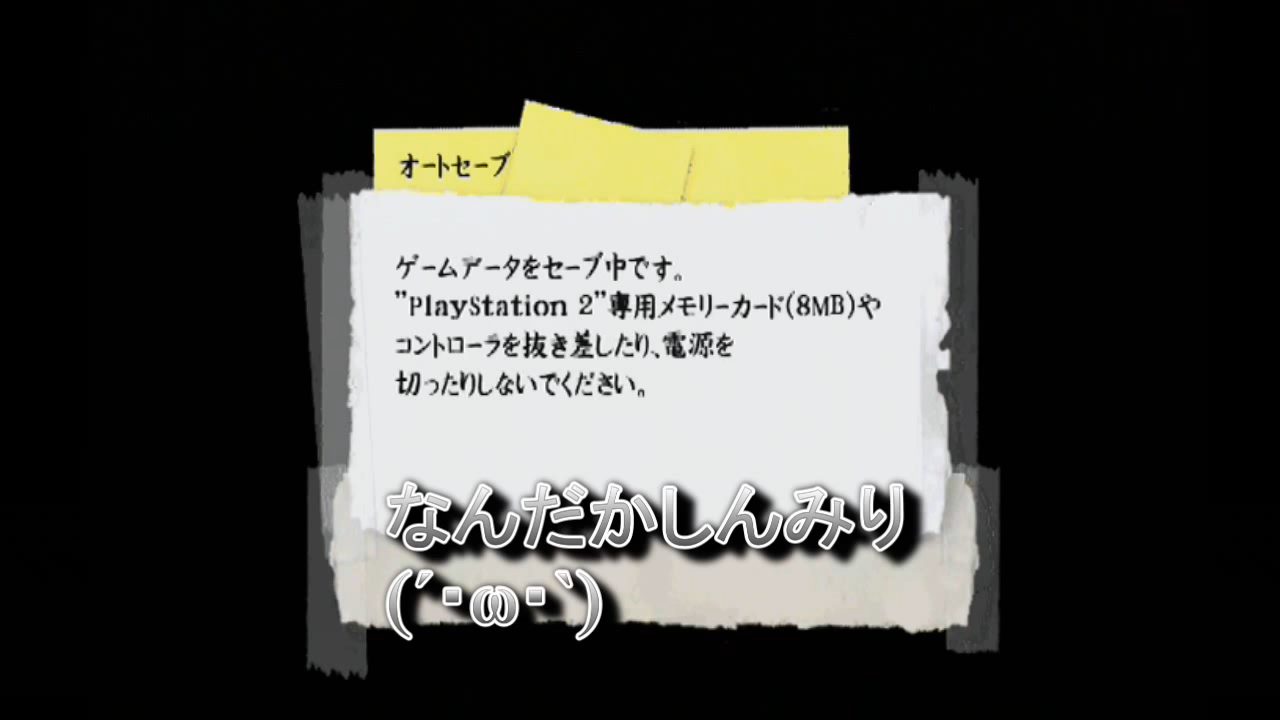 オートセーブ
ゲームデータをセーブ中です。
”PlayStation 2”専用メモリーカード(8MB)や
コントローラを抜き差したり、電源を
切ったりしないでください。
なんだかしんみり
(´･ω･`)